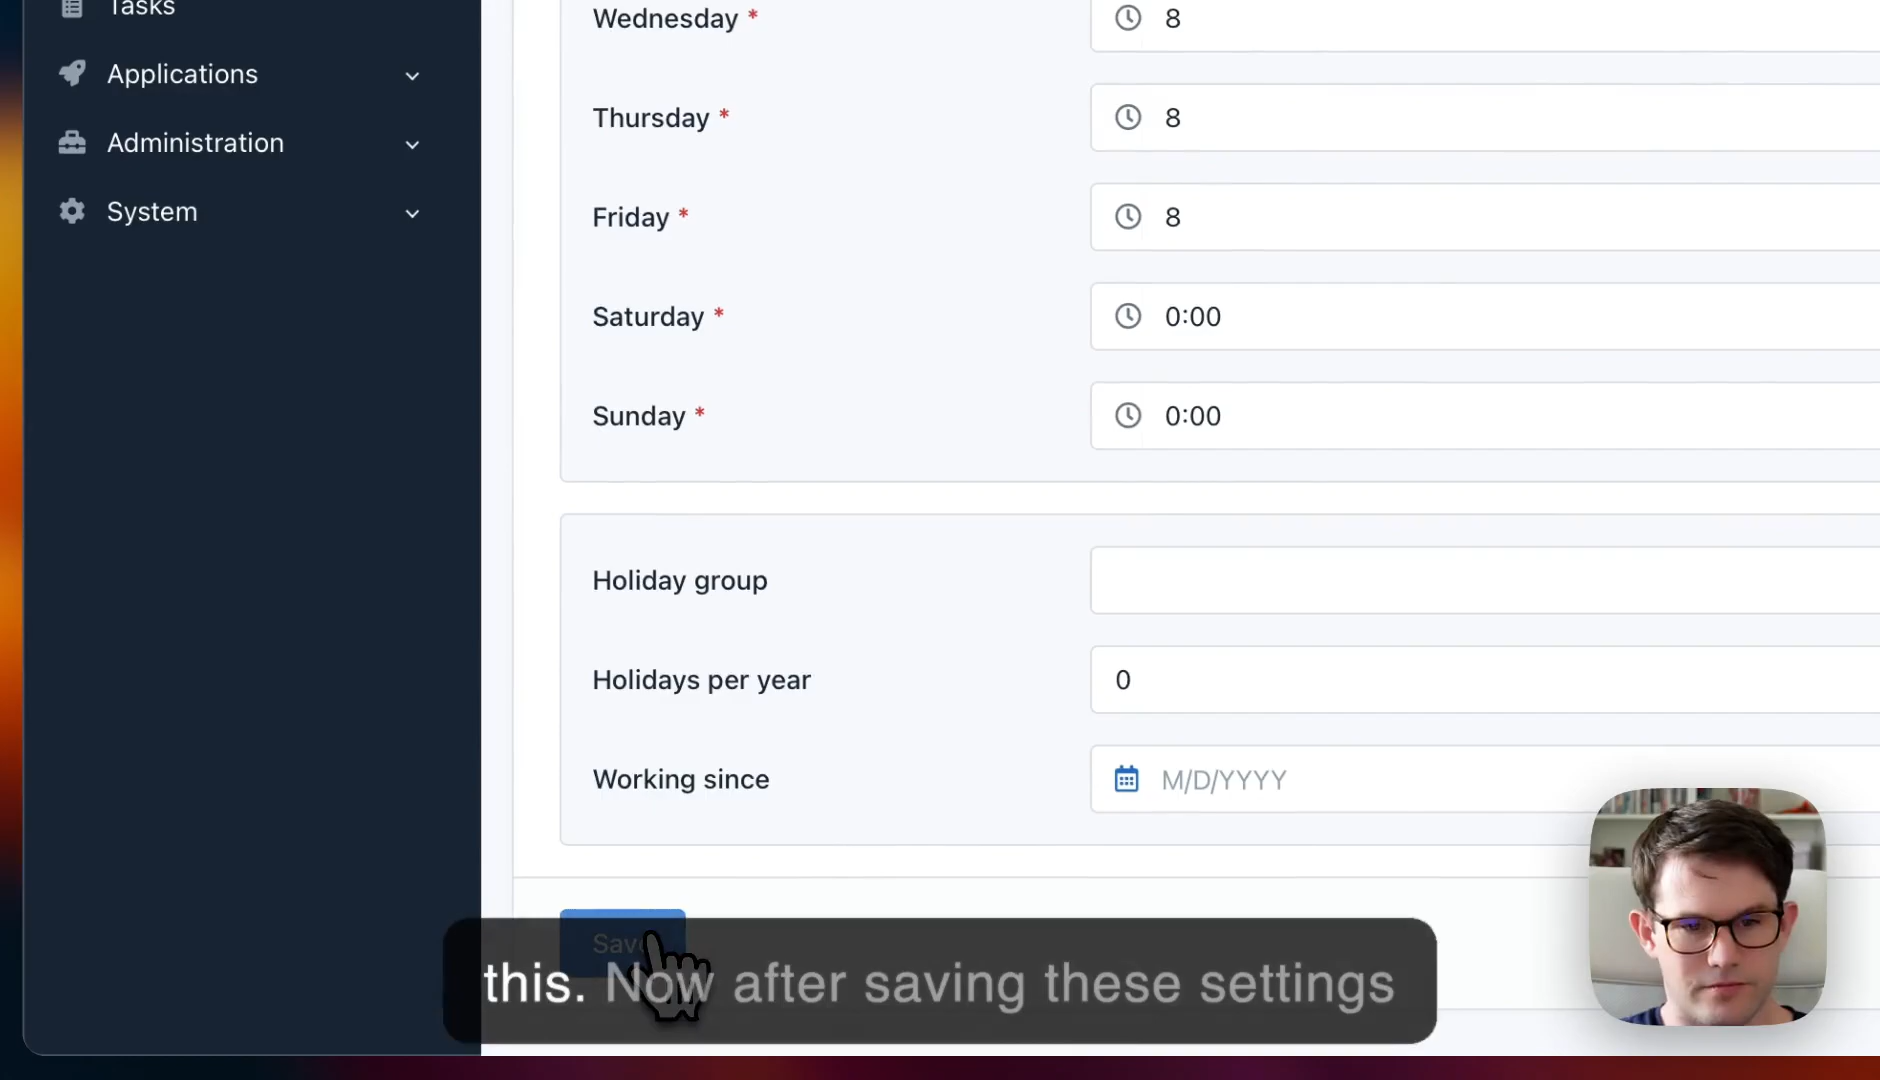 Tasks
Applications
Administration
System
Wednesday * 8
Thursday * 8
Friday * 8
Saturday * 0:00
Sunday * 0:00
Holiday group
Holidays per year 0
Working since M/D/YYYY
Save
this. Now after saving these settings